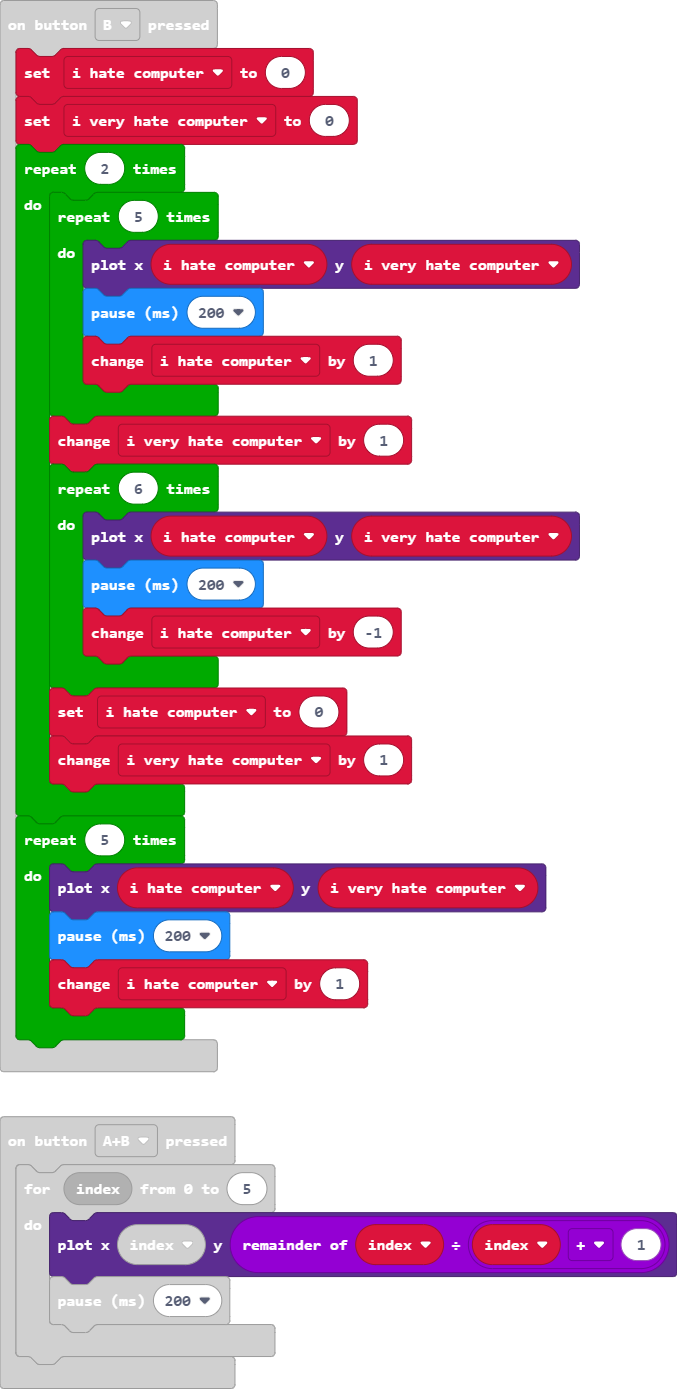 on button B pressed
set i hate computer to 0
set i very hate computer to 0
repeat 2 times
do
repeat 5 times
do
plot x i hate computer y i very hate computer
pause (ms) 200
change i hate computer by 1
change i very hate computer by 1
repeat 6 times
do
plot x i hate computer y i very hate computer
pause (ms) 200
change i hate computer by -1
set i hate computer to 0
change i very hate computer by 1
repeat 5 times
do
plot x i hate computer y i very hate computer
pause (ms) 200
change i hate computer by 1
on button A+B pressed
for index from 0 to 5
do
plot x index y remainder of index ÷ index + 1
pause (ms) 200